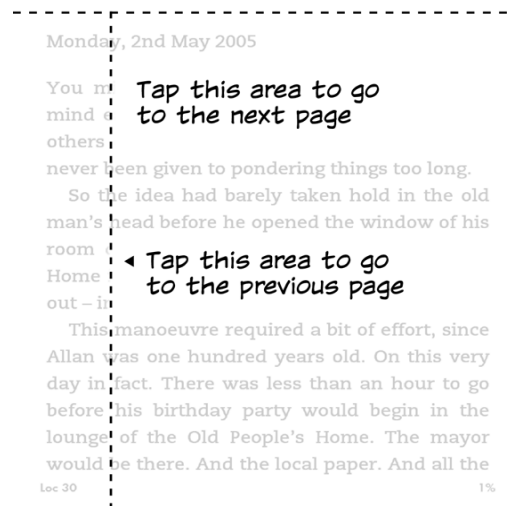 Monday, 2nd May 2005
You
Tap this area to go
mind
to the next page
others
never been given to pondering things too long.
So the idea had barely taken hold in the old
man's head before he opened the window of his
room
Tap this area to go
Home
to the previous page
out – in
This manoeuvre required a bit of effort, since
Allan was one hundred years old. On this very
day in fact. There was less than an hour to go
before his birthday party would begin in the
lounge of the Old People's Home. The mayor
would be there. And the local paper. And all the
Loc 30
1%